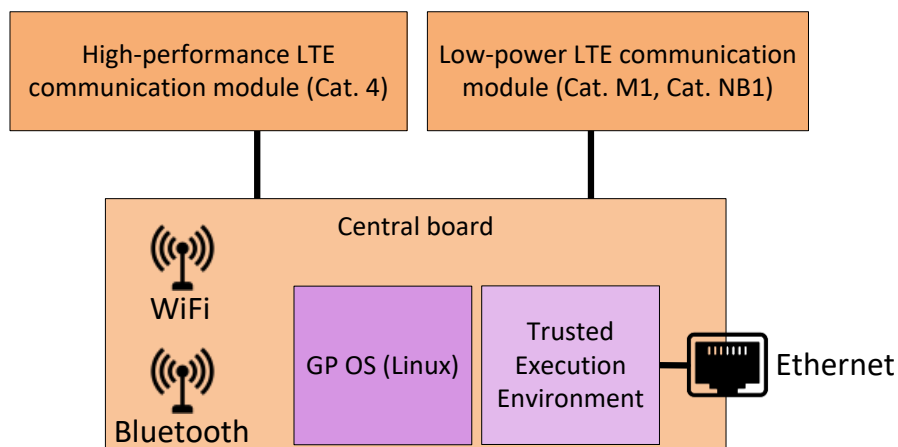 High-performance LTE
communication module (Cat. 4)
Low-power LTE communication
module (Cat. M1, Cat. NB1)
Central board
WiFi
Bluetooth
GP OS (Linux)
Trusted
Execution
Environment
Ethernet